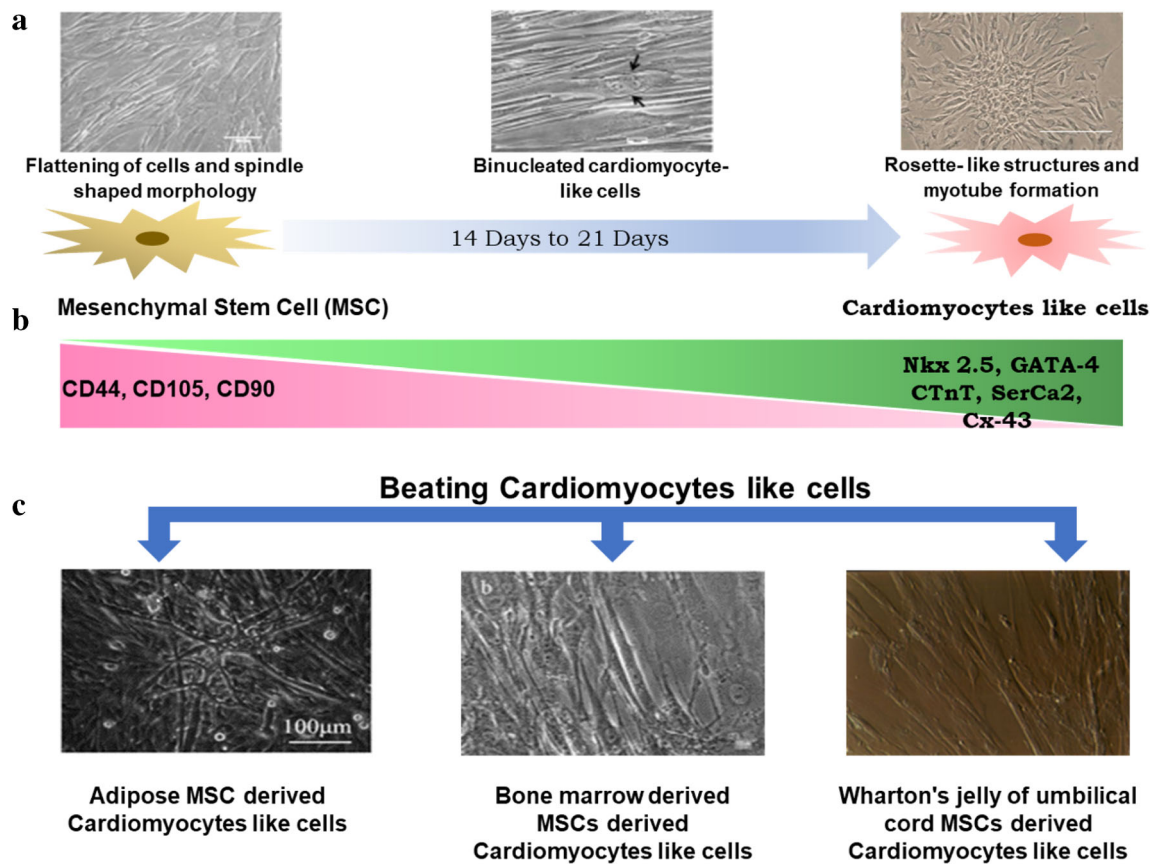 a
Flattening of cells and spindle
shaped morphology
Binucleated cardiomyocyte-
like cells
Rosette-like structures and
myotube formation
14 Days to 21 Days
Mesenchymal Stem Cell (MSC)
Cardiomyocytes like cells
b
CD44, CD105, CD90
Nkx 2.5, GATA-4
CTnT, SerCa2,
Cx-43
Beating Cardiomyocytes like cells
c
100μm
b
Adipose MSC derived
Cardiomyocytes like cells
Bone marrow derived
MSCs derived
Cardiomyocytes like cells
Wharton's jelly of umbilical
cord MSCs derived
Cardiomyocytes like cells